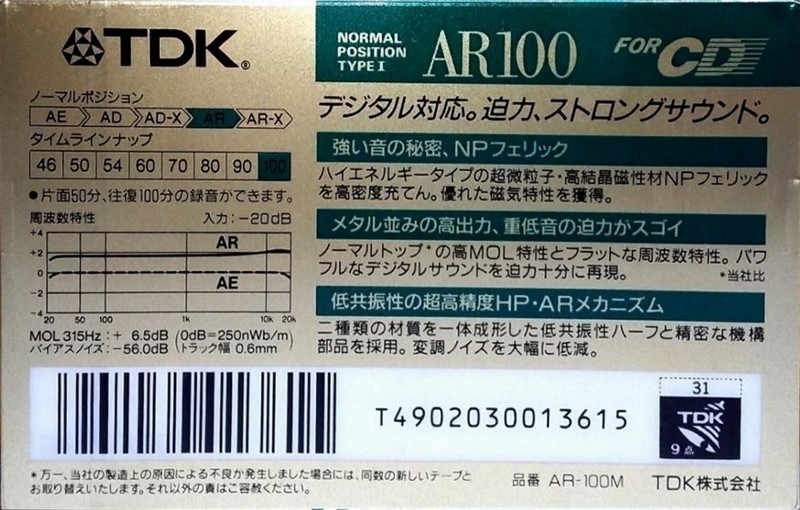 TDK®
NORMAL
POSITION
TYPE I
AR100
FOR CD
ノーマルポジション
AE AD AD-X AR AR-X
タイムラインナップ
46 50 54 60 70 80 90 100
●片面50分、往復100分の録音ができます。
周波数特性 入力:−20dB
+4
+2
0
−2
−4
AR
AE
20 50 100 1k 10k 20k
MOL 315Hz:+ 6.5dB (0dB=250nWb/m)
バイアスノイズ:−56.0dB (トラック幅 0.6mm)
デジタル対応。迫力、ストロングサウンド。
強い音の秘密、NPフェリック
ハイエネルギータイプの超微粒子・高結晶磁性材NPフェリック
を高密度充てん。優れた磁気特性を獲得。
メタル並みの高出力、重低音の迫力がスゴイ
ノーマルトップ*の高MOL特性とフラットな周波数特性。パワ
フルなデジタルサウンドを迫力十分に再現。 *当社比
低共振性の超高精度HP・ARメカニズム
二種類の材質を一体成形した低共振性ハーフと精密な機構
部品を採用。変調ノイズを大幅に低減。
T4902030013615
31
TDK
9点
*万一、当社の製造上の原因による不良が発生しました場合には、同数の新しいテープと
お取り替えいたします。それ以外の責はご容赦ください。
品番 AR-100M TDK株式会社